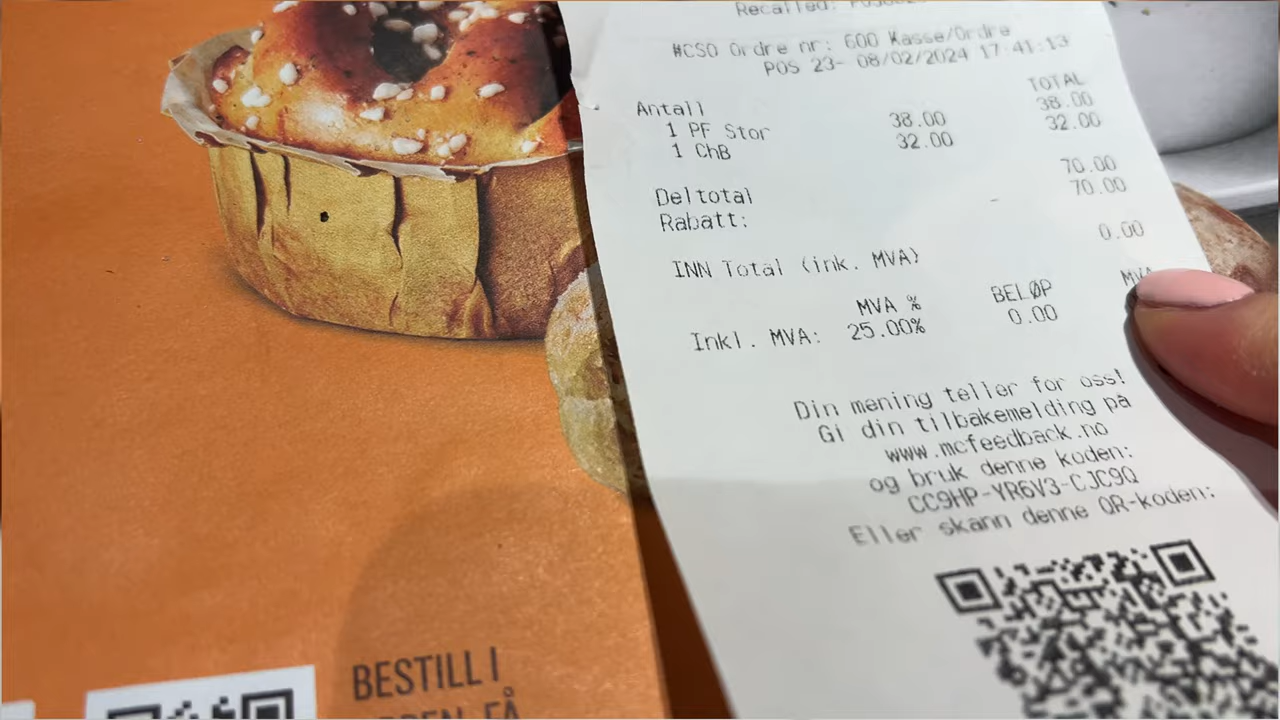 Recalled:
#CSO Ordre nr: 600 Kasse/Ordre
POS 23- 08/02/2024 17:41:13
TOTAL
Antall 38.00
1 PF Stor 38.00 32.00
1 ChB 32.00
70.00
Deltotal 70.00
Rabatt:
0.00
INN Total (ink. MVA)
MVA % BELØP MVA
Inkl. MVA: 25.00% 0.00
Din mening teller for oss!
Gi din tilbakemelding på
www.mcfeedback.no
og bruk denne koden:
CC9HP-YR6V3-CJC9Q
Eller skann denne QR-koden:
BESTILL I
FÅ